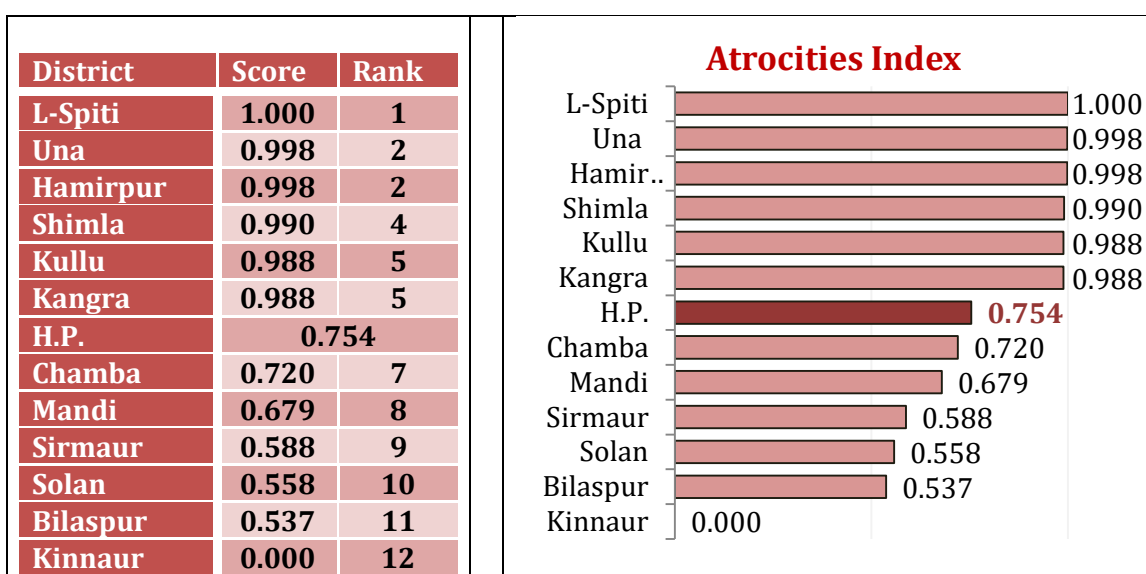 District Score Rank
L-Spiti 1.000 1
Una 0.998 2
Hamirpur 0.998 2
Shimla 0.990 4
Kullu 0.988 5
Kangra 0.988 5
H.P. 0.754
Chamba 0.720 7
Mandi 0.679 8
Sirmaur 0.588 9
Solan 0.558 10
Bilaspur 0.537 11
Kinnaur 0.000 12
Atrocities Index
L-Spiti 1.000
Una 0.998
Hamir.. 0.998
Shimla 0.990
Kullu 0.988
Kangra 0.988
H.P. 0.754
Chamba 0.720
Mandi 0.679
Sirmaur 0.588
Solan 0.558
Bilaspur 0.537
Kinnaur 0.000